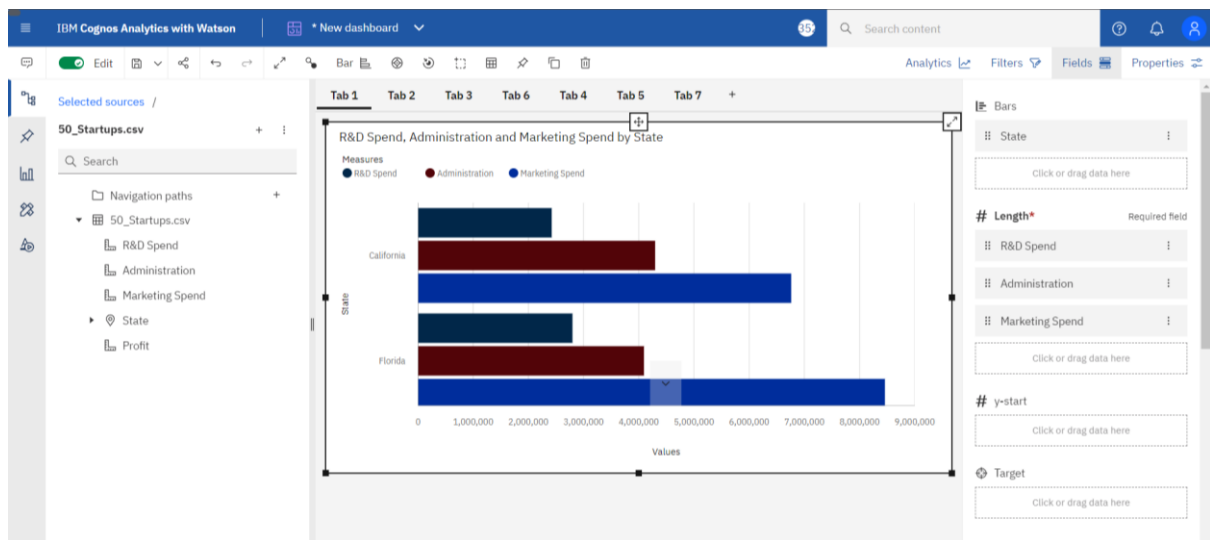 IBM Cognos Analytics with Watson
* New dashboard
35
Search content
Edit
Bar
Analytics
Filters
Fields
Properties
Selected sources /
50_Startups.csv
Search
Navigation paths
50_Startups.csv
R&D Spend
Administration
Marketing Spend
State
Profit
Tab 1 Tab 2 Tab 3 Tab 6 Tab 4 Tab 5 Tab 7 +
R&D Spend, Administration and Marketing Spend by State
Measures
R&D Spend Administration Marketing Spend
State
California
Florida
0 1,000,000 2,000,000 3,000,000 4,000,000 5,000,000 6,000,000 7,000,000 8,000,000 9,000,000
Values
Bars
State
Click or drag data here
# Length* Required field
R&D Spend
Administration
Marketing Spend
Click or drag data here
# y-start
Click or drag data here
Target
Click or drag data here